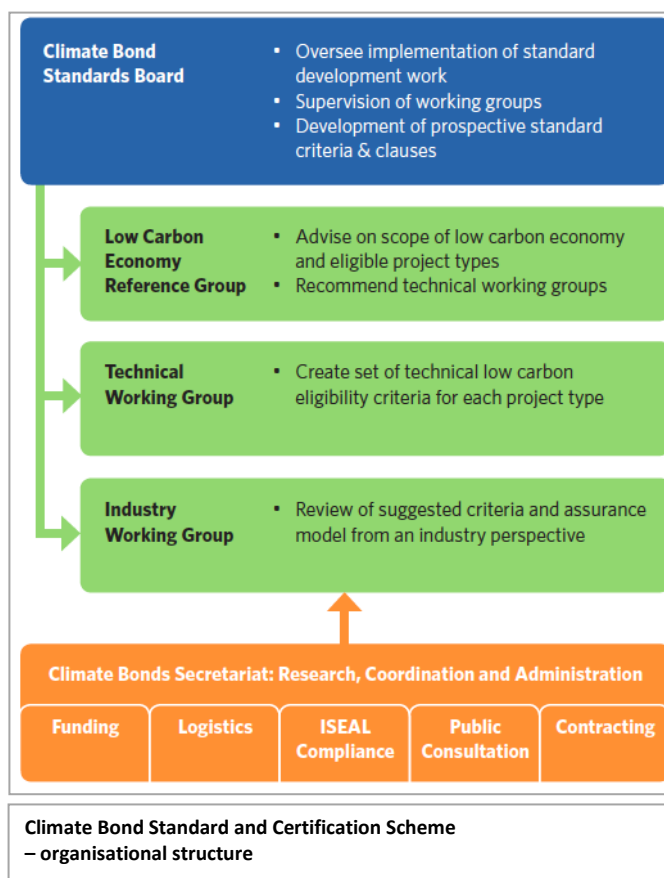 Climate Bond
Standards Board
▪ Oversee implementation of standard
development work
▪ Supervision of working groups
▪ Development of prospective standard
criteria & clauses
Low Carbon
Economy
Reference Group
▪ Advise on scope of low carbon economy
and eligible project types
▪ Recommend technical working groups
Technical
Working Group
▪ Create set of technical low carbon
eligibility criteria for each project type
Industry
Working Group
▪ Review of suggested criteria and assurance
model from an industry perspective
Climate Bonds Secretariat: Research, Coordination and Administration
Funding
Logistics
ISEAL
Compliance
Public
Consultation
Contracting
Climate Bond Standard and Certification Scheme
– organisational structure